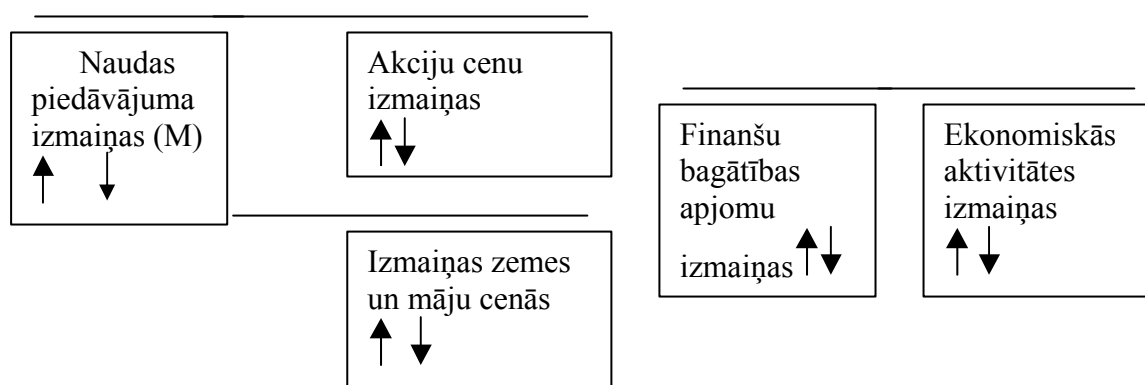 Naudas
piedāvājuma
izmaiņas (M)
Akciju cenu
izmaiņas
Izmaiņas zemes
un māju cenās
Finanšu
bagātības
apjomu
izmaiņas
Ekonomiskās
aktivitātes
izmaiņas